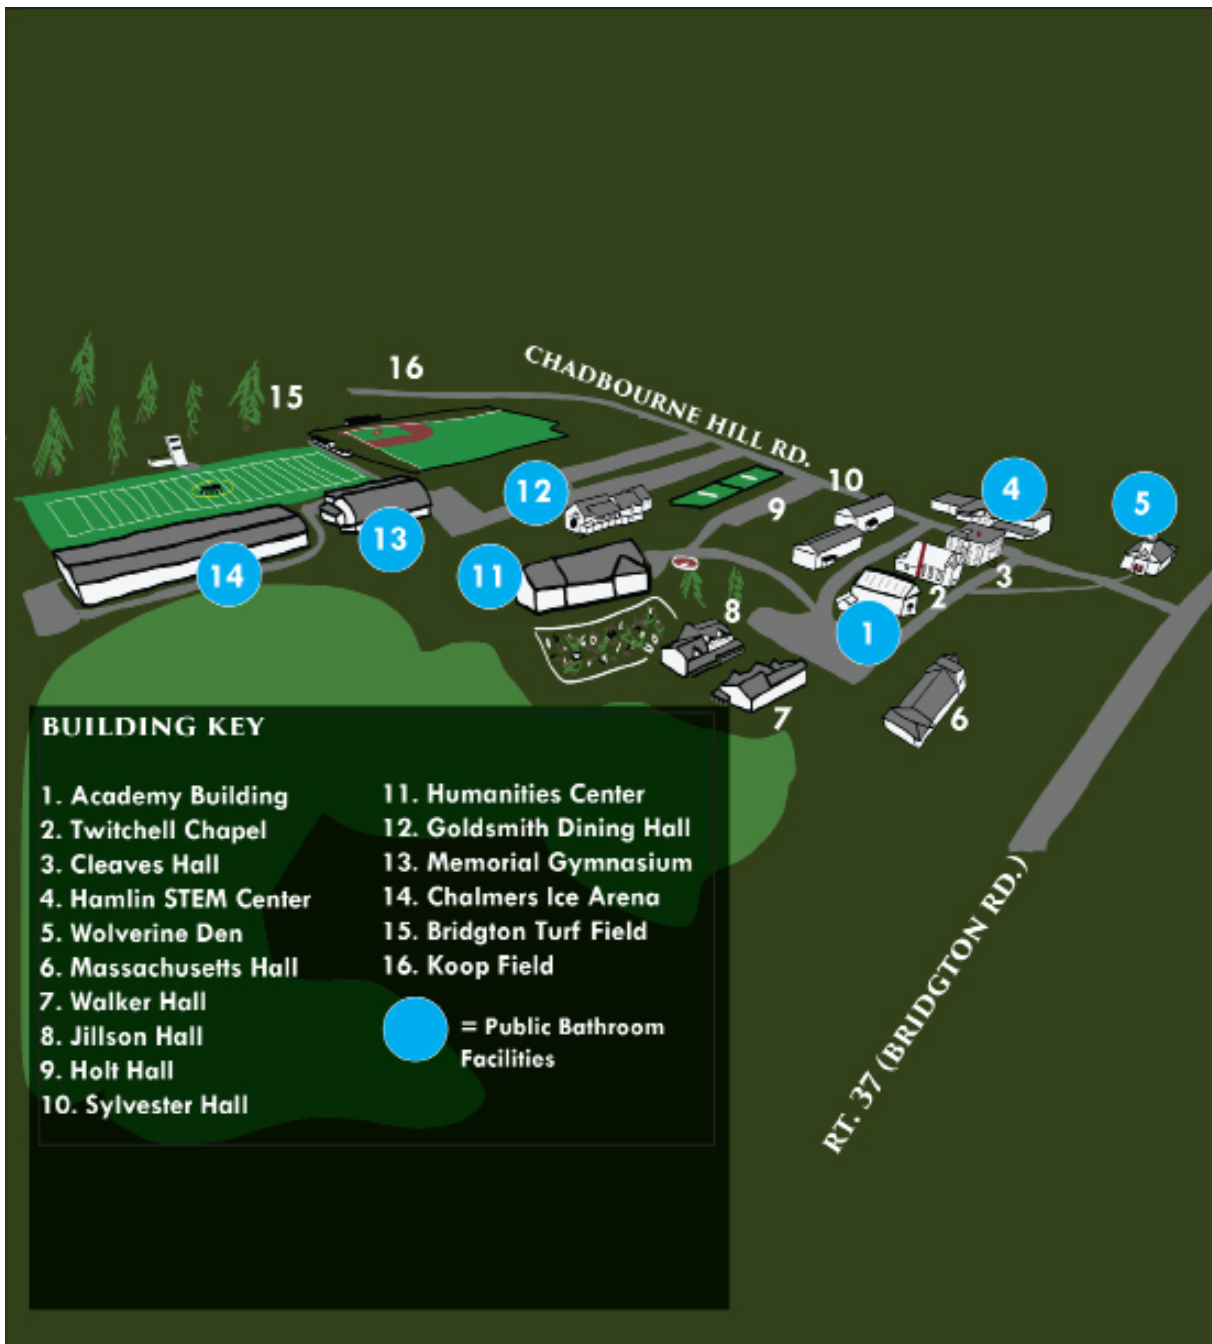 16
15
CHADBOURNE HILL RD.
12
10
4
5
9
13
14
11
3
2
8
1
7
6
BUILDING KEY
1. Academy Building
2. Twitchell Chapel
3. Cleaves Hall
4. Hamlin STEM Center
5. Wolverine Den
6. Massachusetts Hall
7. Walker Hall
8. Jillson Hall
9. Holt Hall
10. Sylvester Hall
11. Humanities Center
12. Goldsmith Dining Hall
13. Memorial Gymnasium
14. Chalmers Ice Arena
15. Bridgton Turf Field
16. Koop Field
= Public Bathroom
Facilities
RT. 37 (BRIDGTON RD.)